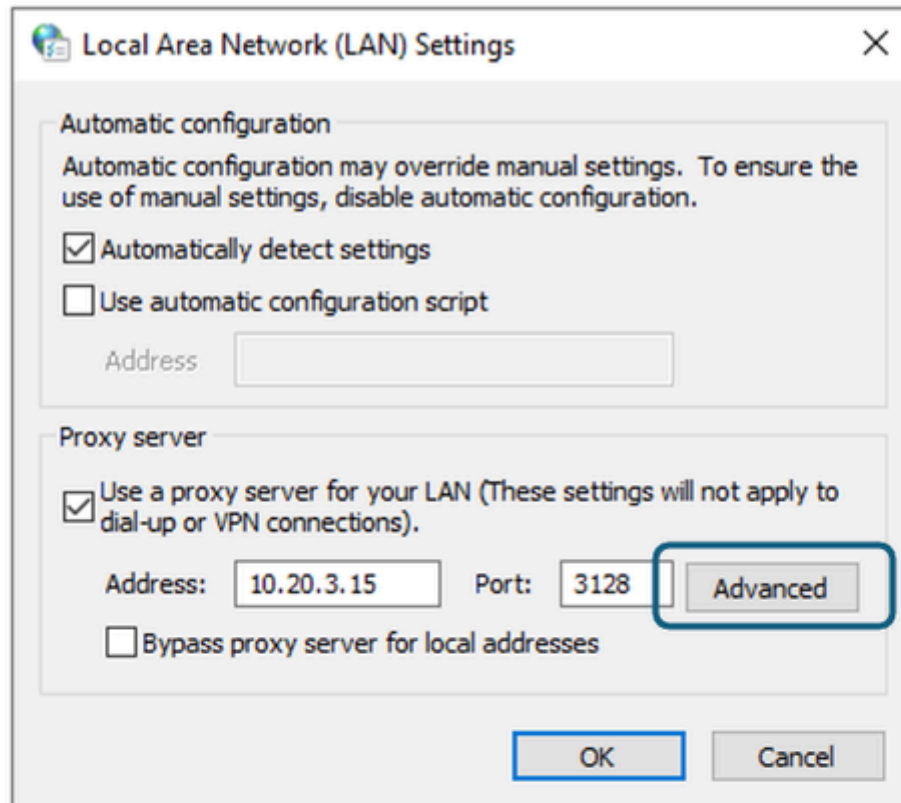 Local Area Network (LAN) Settings
Automatic configuration
Automatic configuration may override manual settings.  To ensure the
use of manual settings, disable automatic configuration.
Automatically detect settings
Use automatic configuration script
Address
Proxy server
Use a proxy server for your LAN (These settings will not apply to
dial-up or VPN connections).
Address: 10.20.3.15 Port: 3128 Advanced
Bypass proxy server for local addresses
OK Cancel